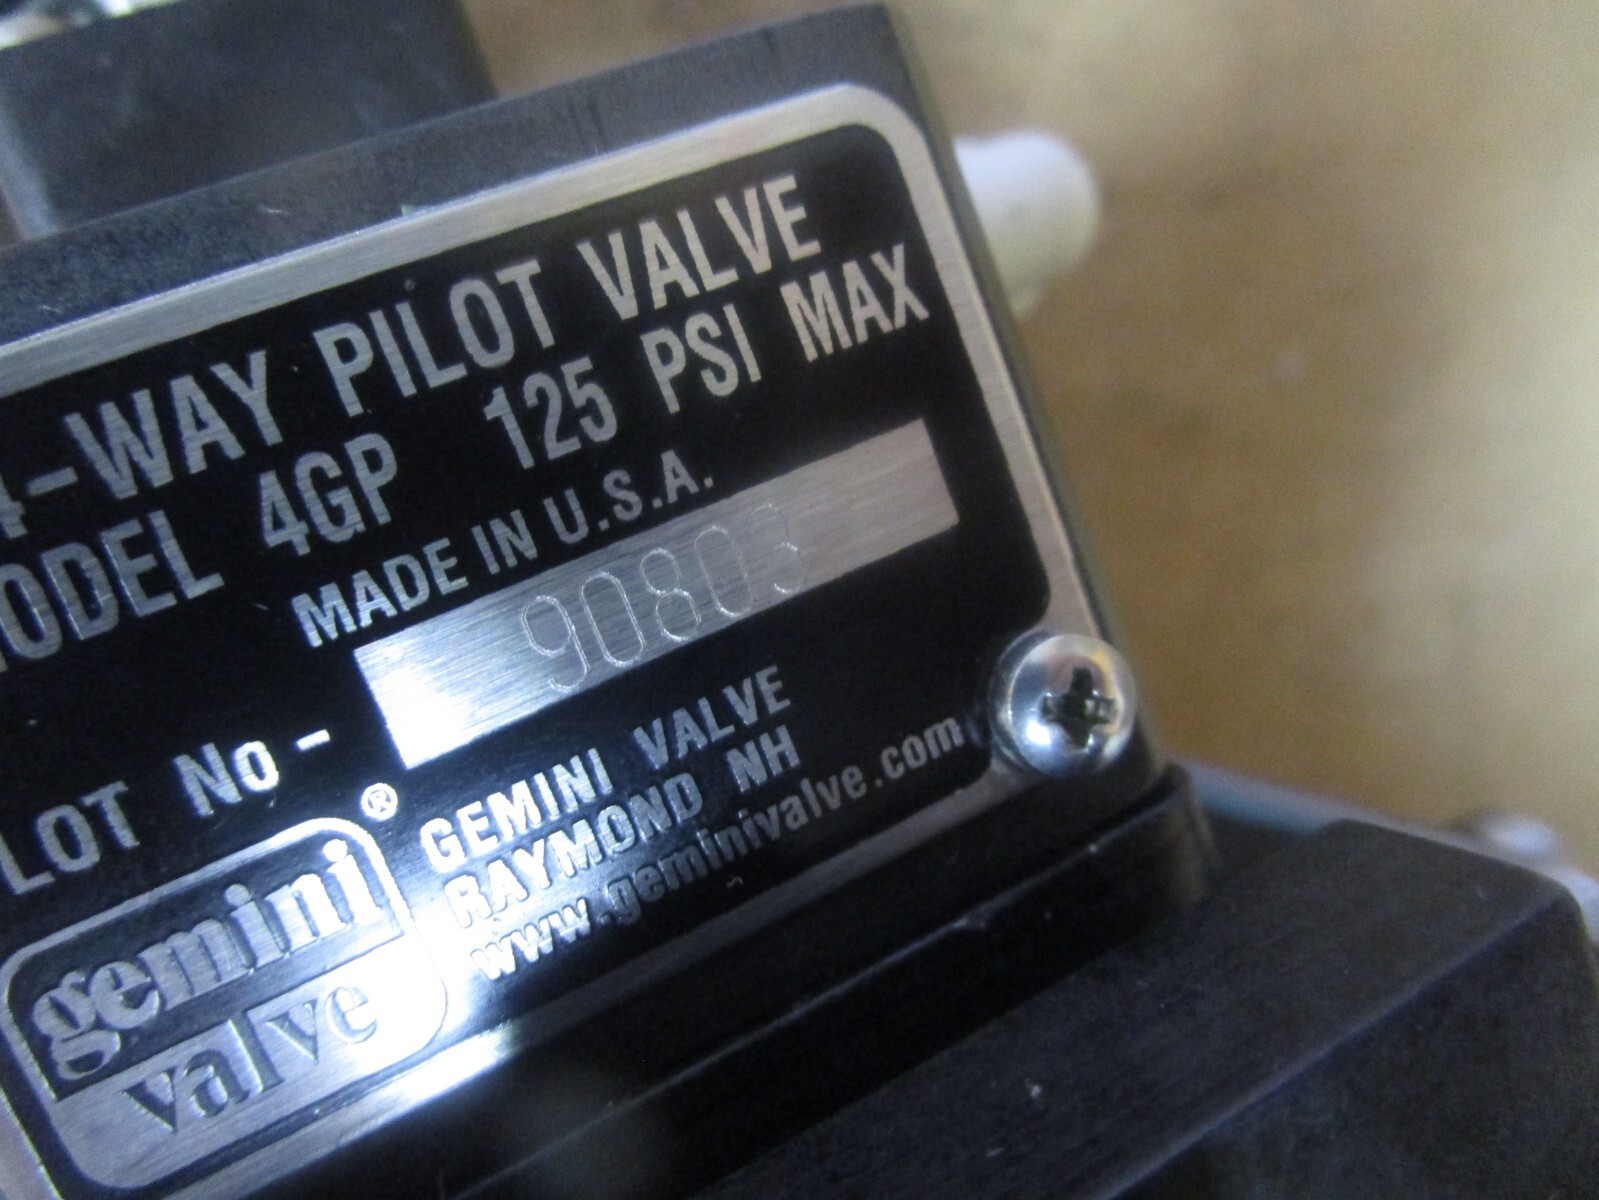 4-WAY PILOT VALVE
MODEL 4GP 125 PSI MAX
MADE IN U.S.A.
LOT No - 90803
gemini ®
valve
GEMINI VALVE
RAYMOND NH
www.geminivalve.com